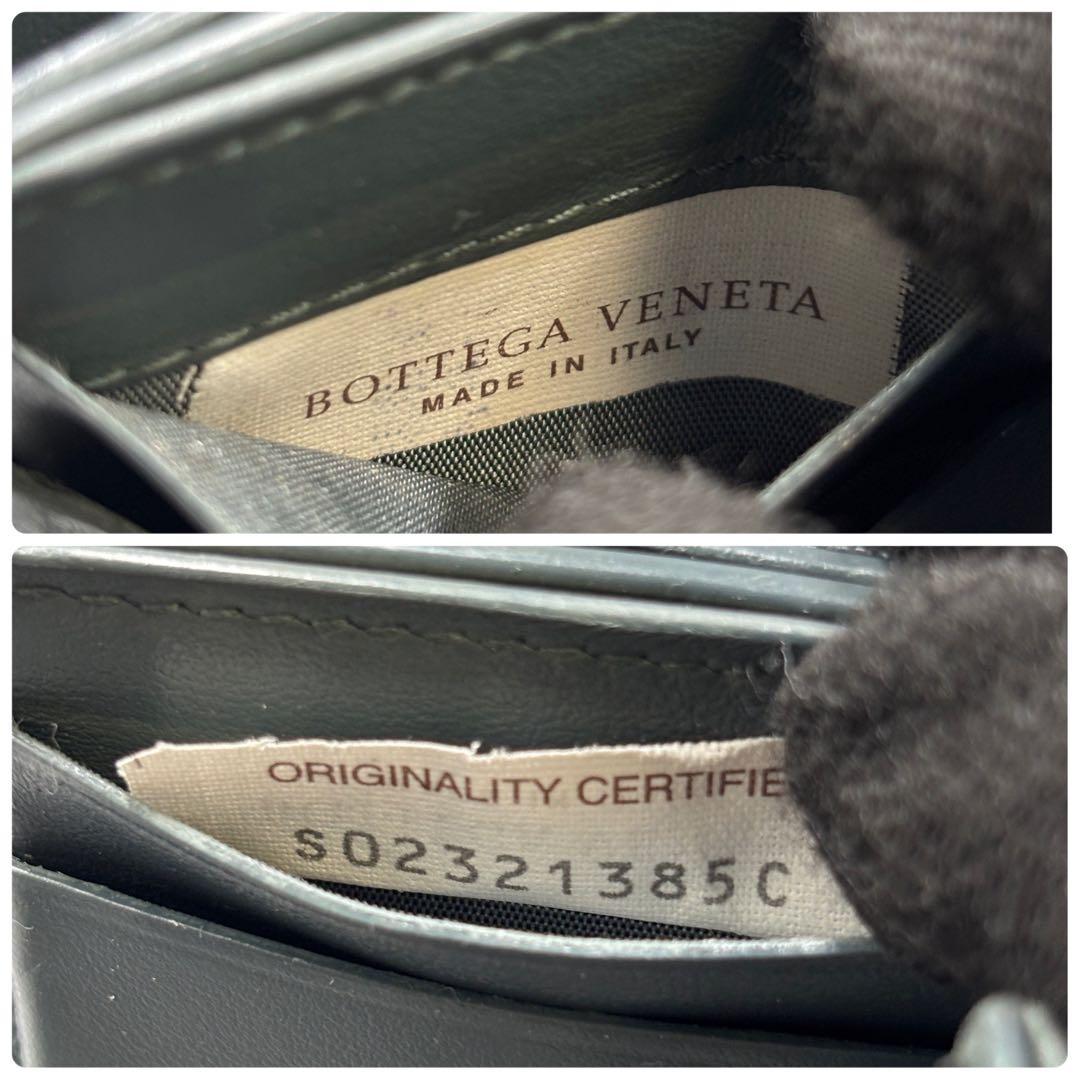 BOTTEGA VENETA
MADE IN ITALY
ORIGINALITY CERTIFIE
S02321385C